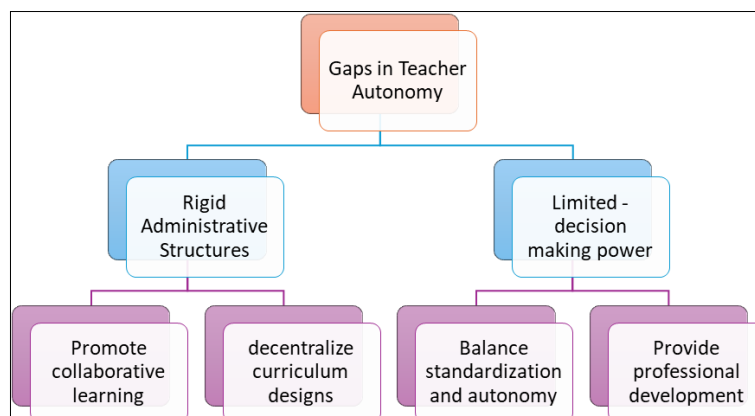 Gaps in Teacher
Autonomy
Rigid
Administrative
Structures
Limited -
decision
making power
Promote
collaborative
learning
decentralize
curriculum
designs
Balance
standardization
and autonomy
Provide
professional
development